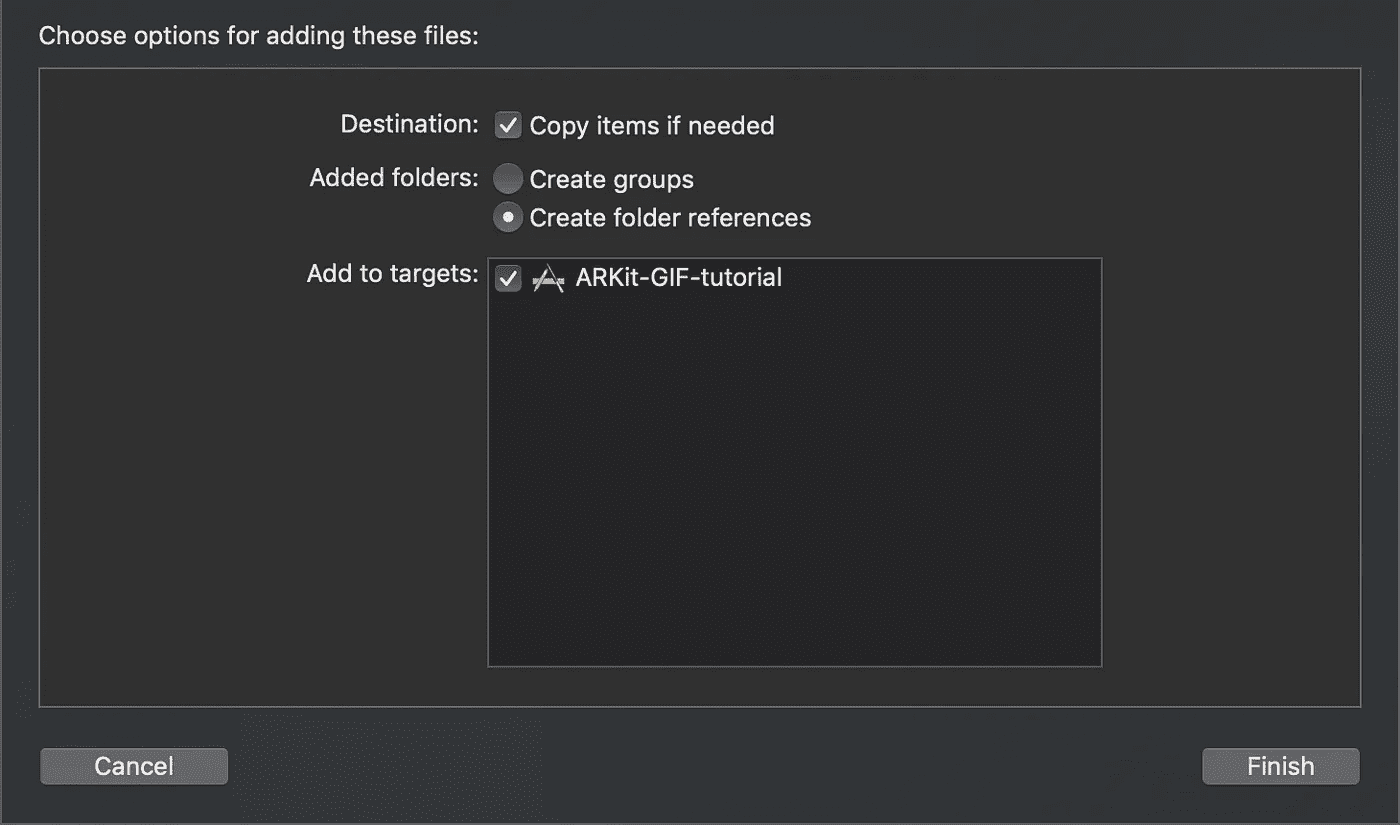 Choose options for adding these files:
Destination: Copy items if needed
Added folders: Create groups
Create folder references
Add to targets: ARKit-GIF-tutorial
Cancel Finish